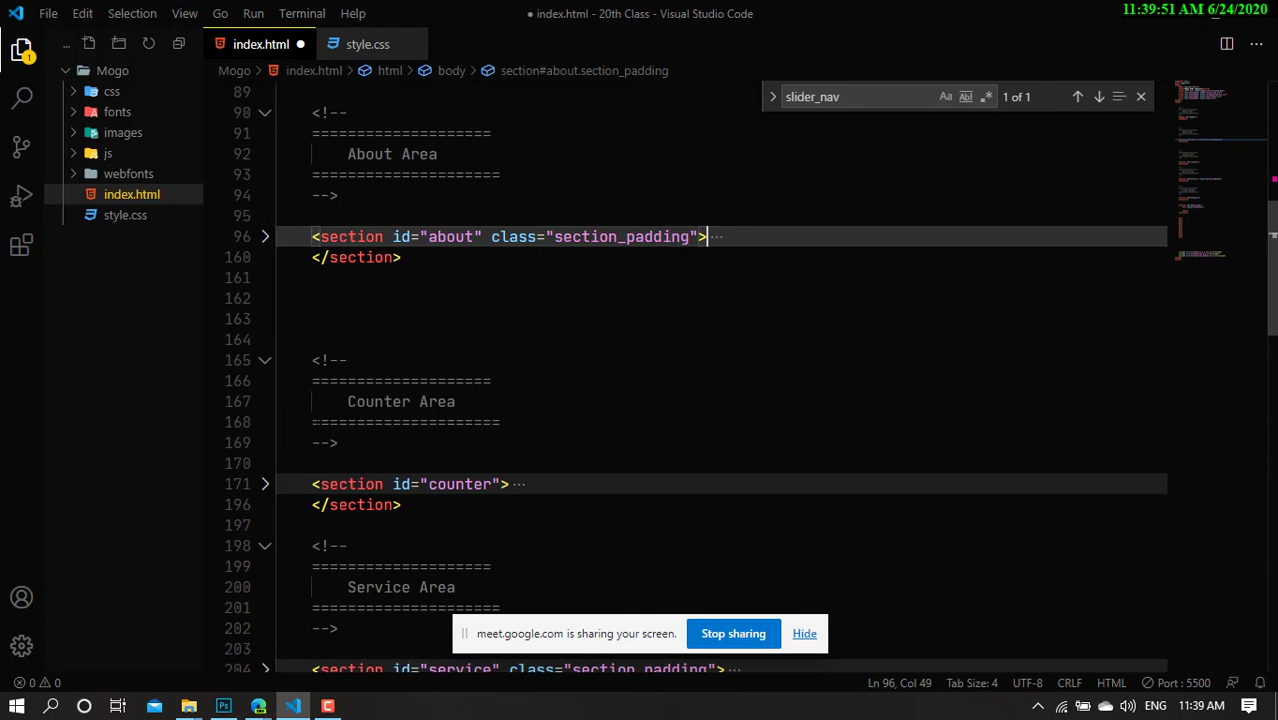 File Edit Selection View Go Run Terminal Help
● index.html - 20th Class - Visual Studio Code
11:39:51 AM 6/24/2020
index.html ●
style.css
Mogo > index.html > html > body > section#about.section_padding
slider_nav
Aa Abl .* 1 of 1
Mogo
css
fonts
images
js
webfonts
index.html
style.css
1
89
90 <!--
91 ====================
92 About Area
93 =====================
94 -->
95
96 <section id="about" class="section_padding">···
160 </section>
161
162
163
164
165 <!--
166 ====================
167 Counter Area
168 =====================
169 -->
170
171 <section id="counter">···
196 </section>
197
198 <!--
199 ====================
200 Service Area
201 =====================
202 -->
203
204 <section id="service" class="section_padding">···
meet.google.com is sharing your screen. Stop sharing Hide
0 0 Ln 96, Col 49 Tab Size: 4 UTF-8 CRLF HTML Port : 5500
Ps
C
ENG 11:39 AM